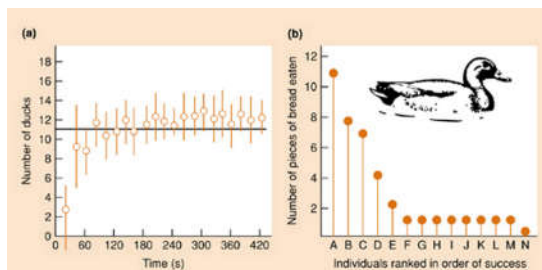 (a)
Number of ducks
18
16
14
12
10
8
6
4
2
0
0 60 120 180 240 300 360 420
Time (s)
(b)
Number of pieces of bread eaten
12
10
8
6
4
2
A B C D E F G H I J K L M N
Individuals ranked in order of success